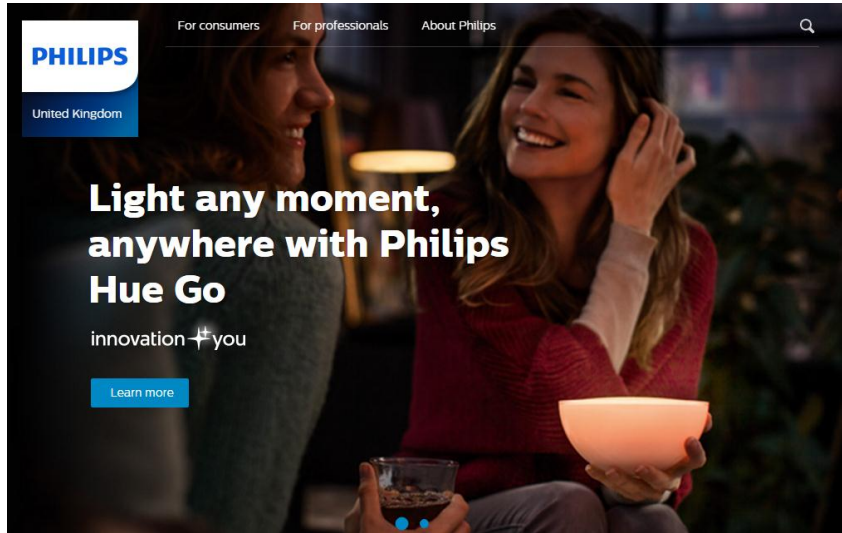 For consumers
For professionals
About Philips
PHILIPS
United Kingdom
Light any moment,
anywhere with Philips
Hue Go
innovation you
Learn more